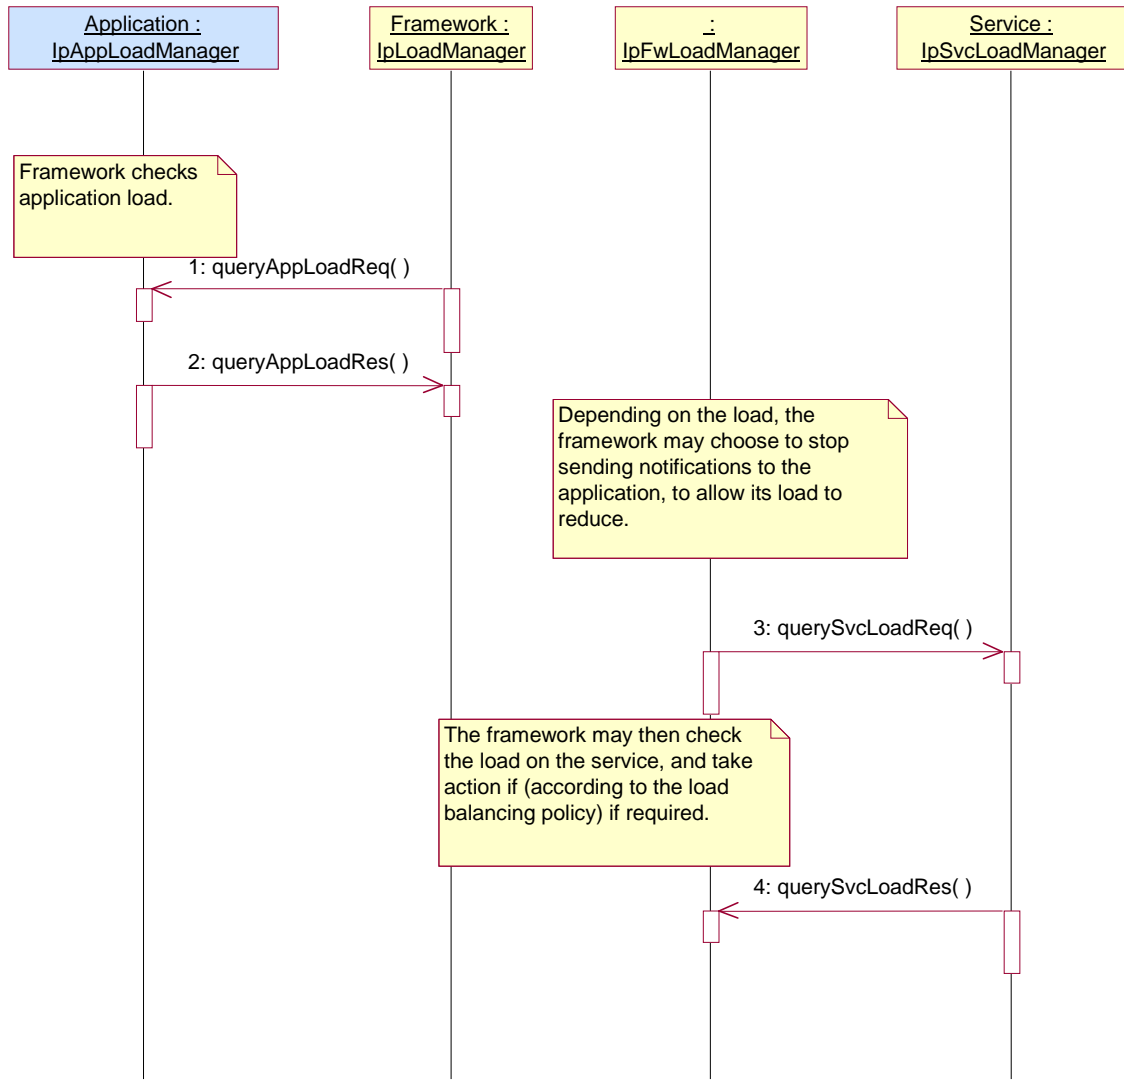 Application :
IpAppLoadManager
Framework :
IpLoadManager
:
IpFwLoadManager
Service :
IpSvcLoadManager
Framework checks
application load.
1: queryAppLoadReq( )
2: queryAppLoadRes( )
Depending on the load, the
framework may choose to stop
sending notifications to the
application, to allow its load to
reduce.
3: querySvcLoadReq( )
The framework may then check
the load on the service, and take
action if (according to the load
balancing policy) if required.
4: querySvcLoadRes( )